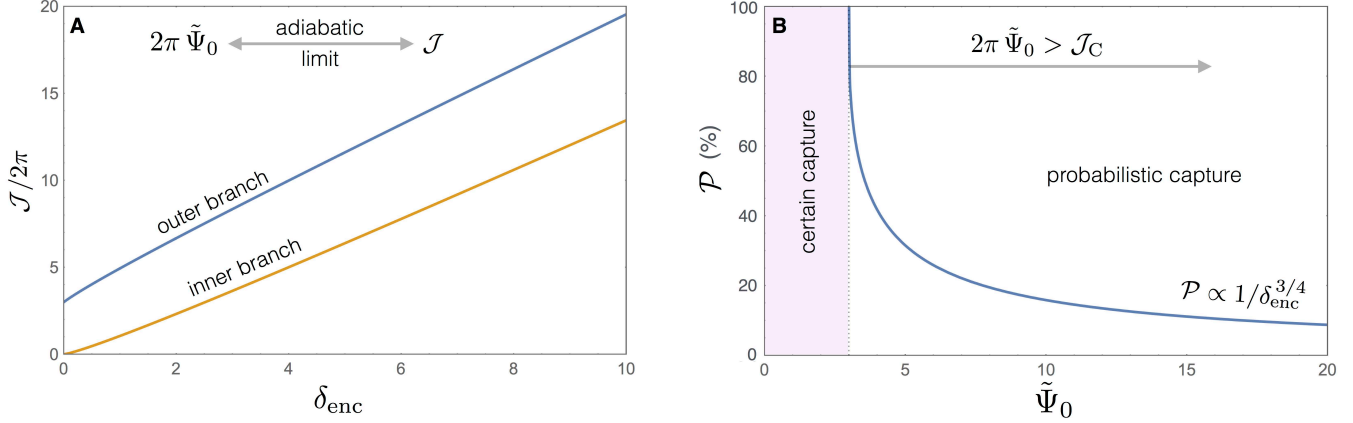 A
2π Ψ̃₀
adiabatic
limit
𝒥
outer branch
inner branch
20
15
10
5
0
0
2
4
6
8
10
𝒥/2π
δenc
B
2π Ψ̃₀ > 𝒥C
certain capture
probabilistic capture
𝒫 ∝ 1/δenc^3/4
100
80
60
40
20
0
0
5
10
15
20
𝒫 (%)
Ψ̃₀